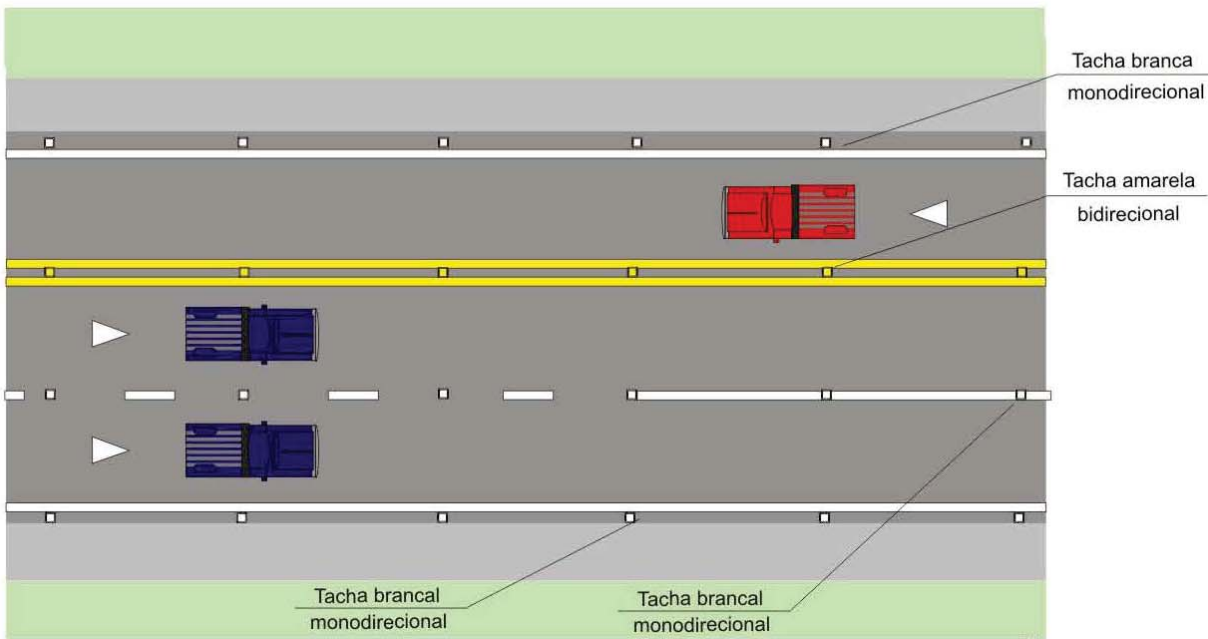 Tacha branca
monodirecional
Tacha amarela
bidirecional
Tacha brancal
monodirecional
Tacha brancal
monodirecional